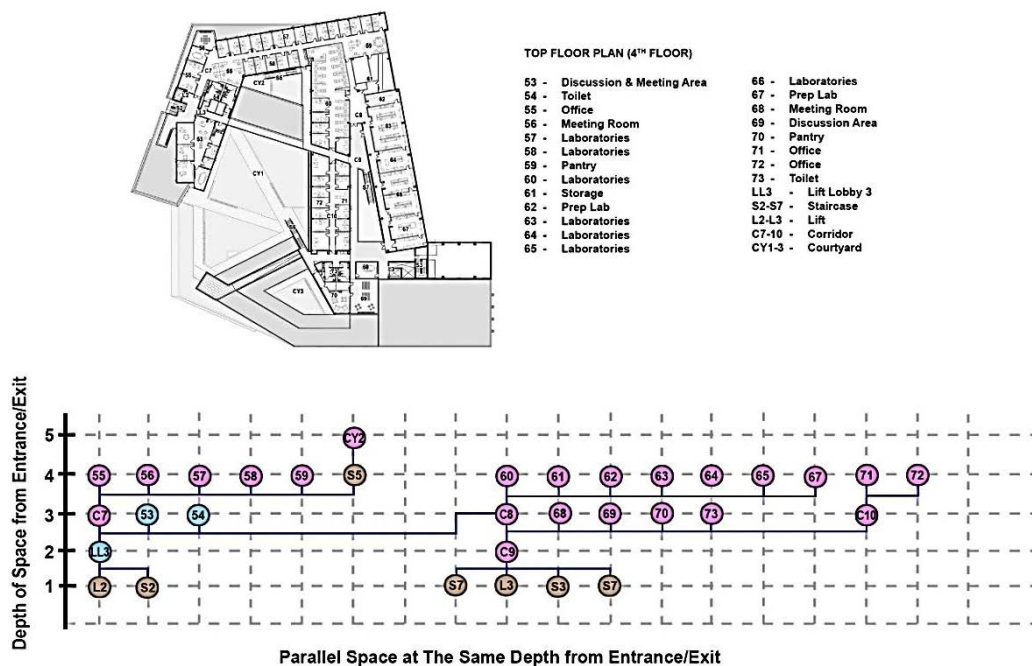 TOP FLOOR PLAN (4TH FLOOR)
53 - Discussion & Meeting Area
54 - Toilet
55 - Office
56 - Meeting Room
57 - Laboratories
58 - Laboratories
59 - Pantry
60 - Laboratories
61 - Storage
62 - Prep Lab
63 - Laboratories
64 - Laboratories
65 - Laboratories
66 - Laboratories
67 - Prep Lab
68 - Meeting Room
69 - Discussion Area
70 - Pantry
71 - Office
72 - Office
73 - Toilet
LL3 - Lift Lobby 3
S2-S7 - Staircase
L2-L3 - Lift
C7-10 - Corridor
CY1-3 - Courtyard
CY2
CY1
CY3
C7
C8
C9
C10
Depth of Space from Entrance/Exit
5 CY2
4 55 56 57 58 59 S5 60 61 62 63 64 65 67 71 72
3 C7 53 54 C8 68 69 70 73 C10
2 LL3 C9
1 L2 S2 S7 L3 S3 S7
Parallel Space at The Same Depth from Entrance/Exit